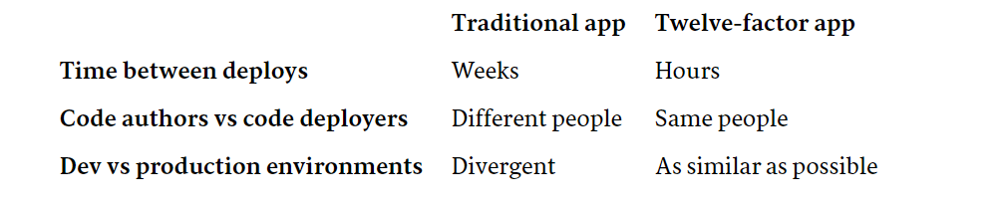 Traditional app Twelve-factor app
Time between deploys Weeks Hours
Code authors vs code deployers Different people Same people
Dev vs production environments Divergent As similar as possible